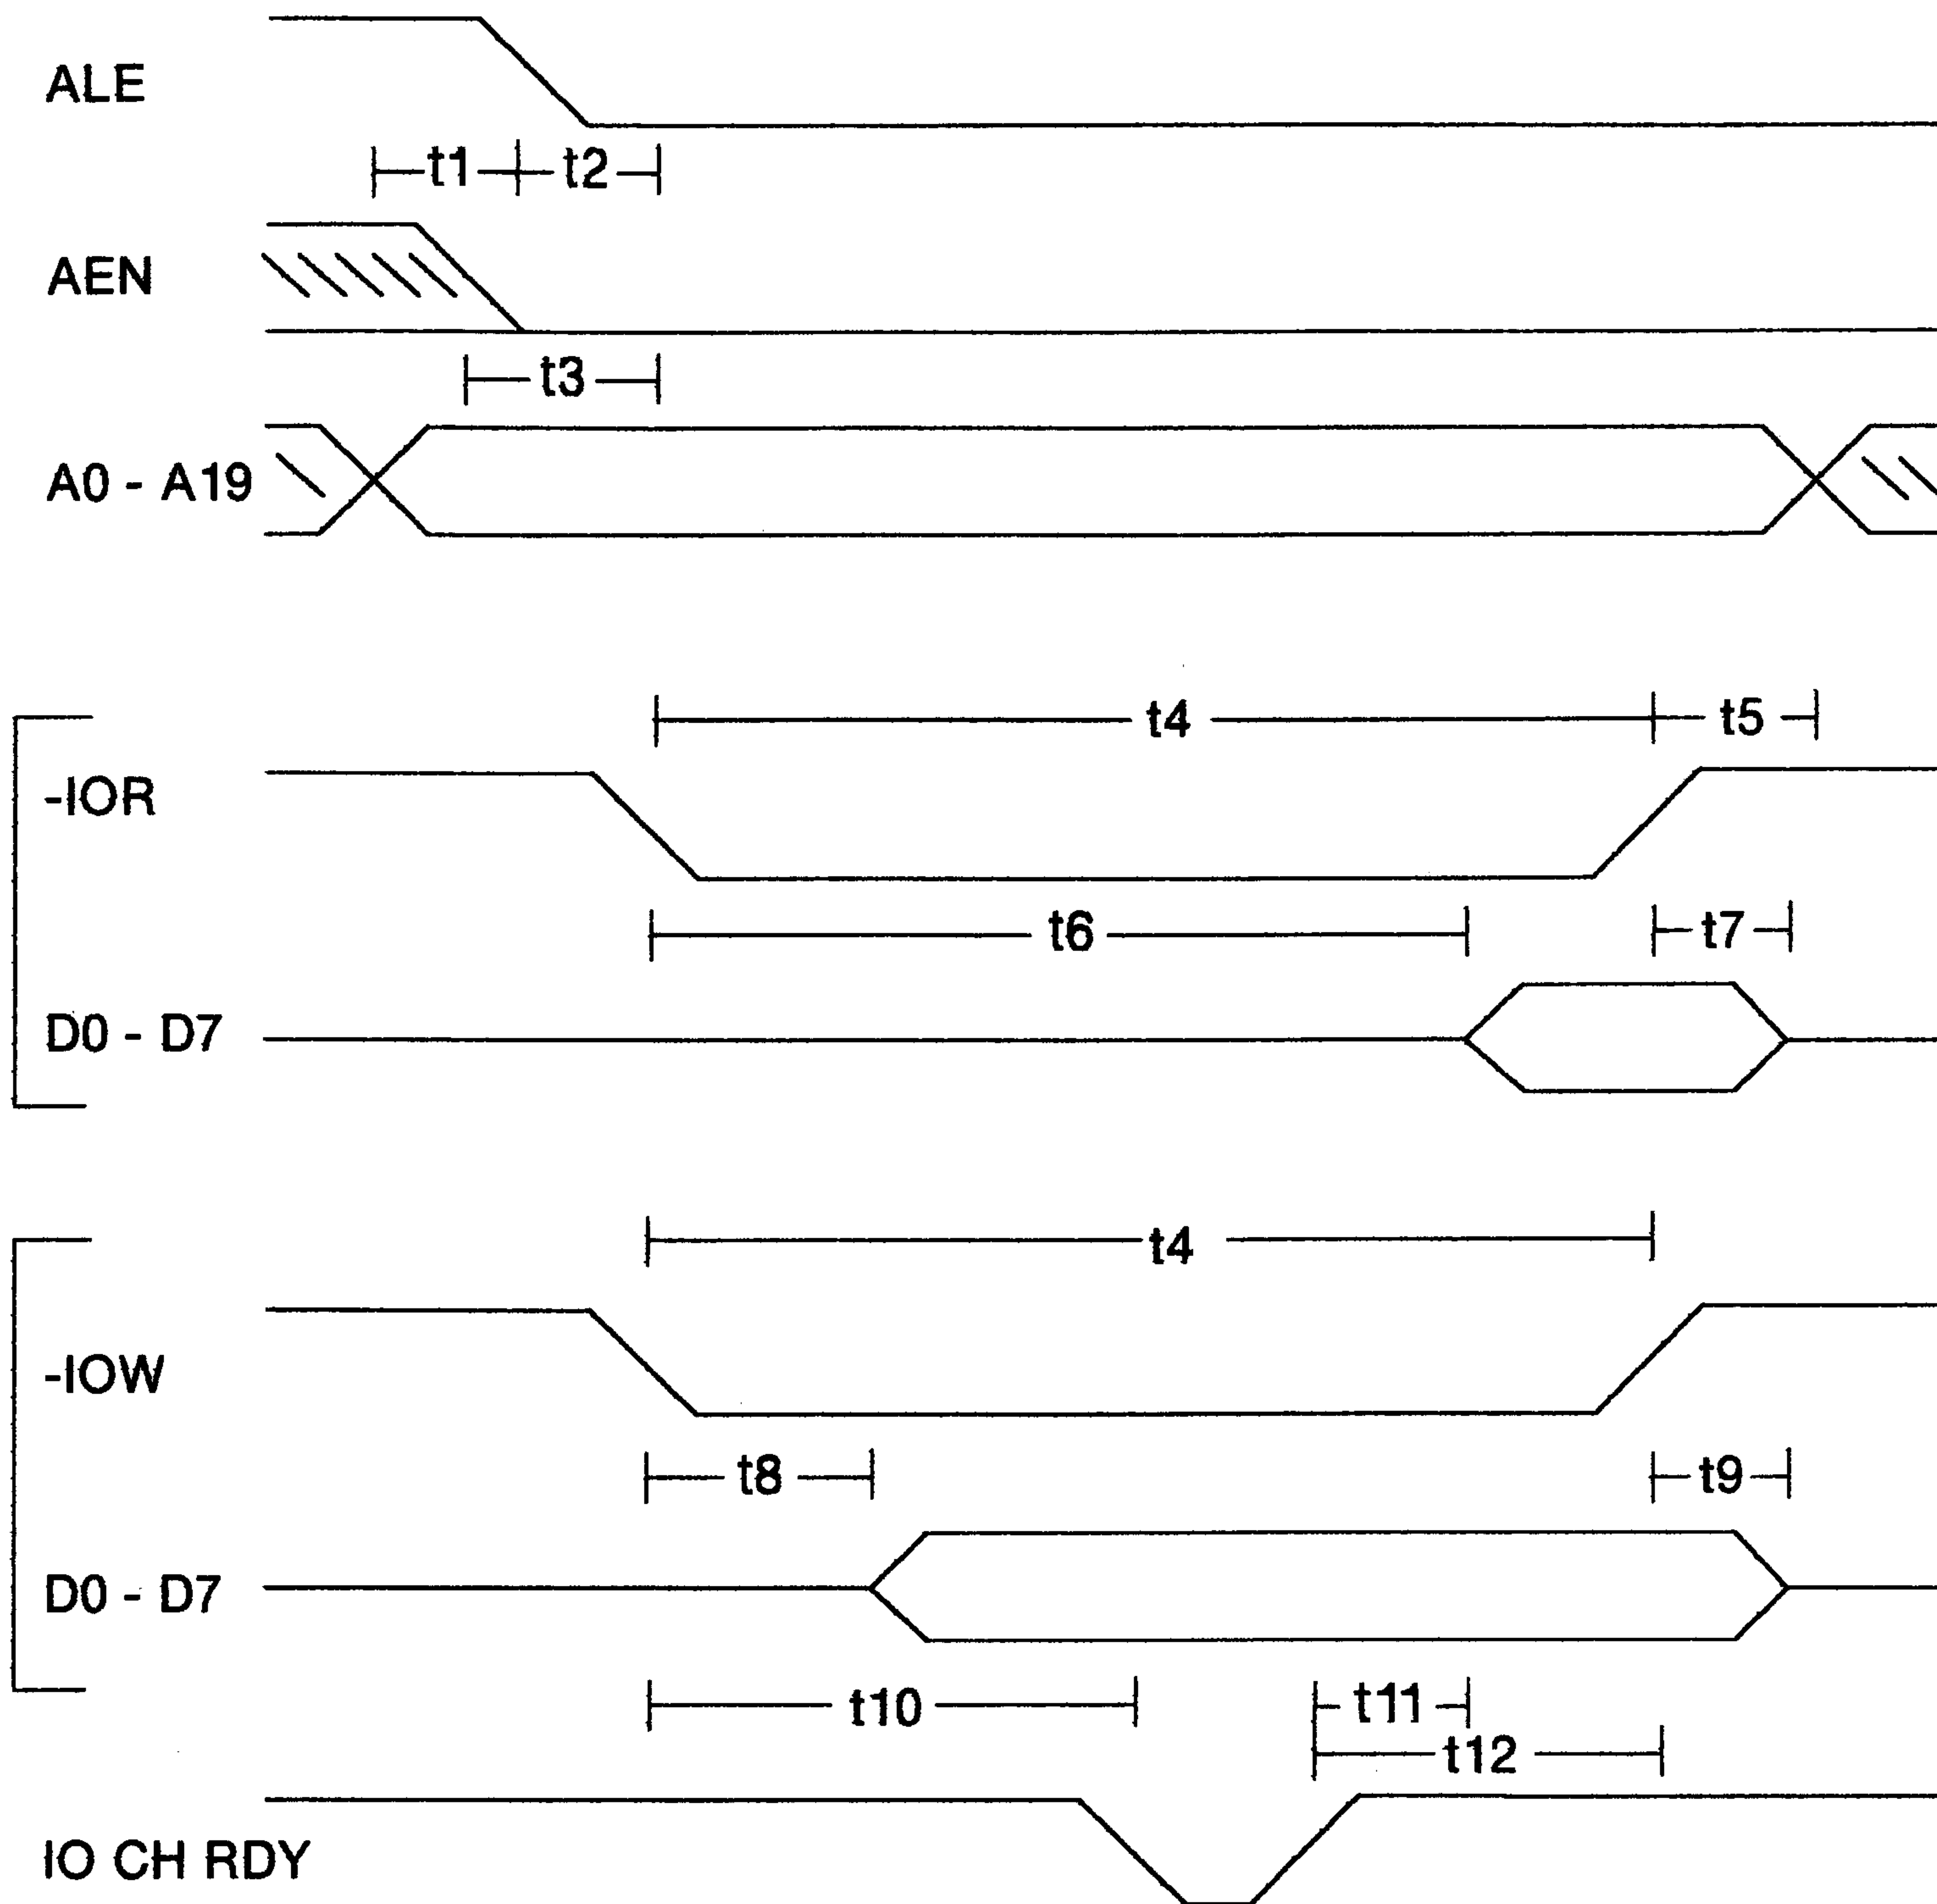 ALE
t1 t2
AEN
t3
A0 - A19
t4 t5
-IOR
t6 t7
D0 - D7
t4
-IOW
t8 t9
D0 - D7
t10 t11
t12
IO CH RDY